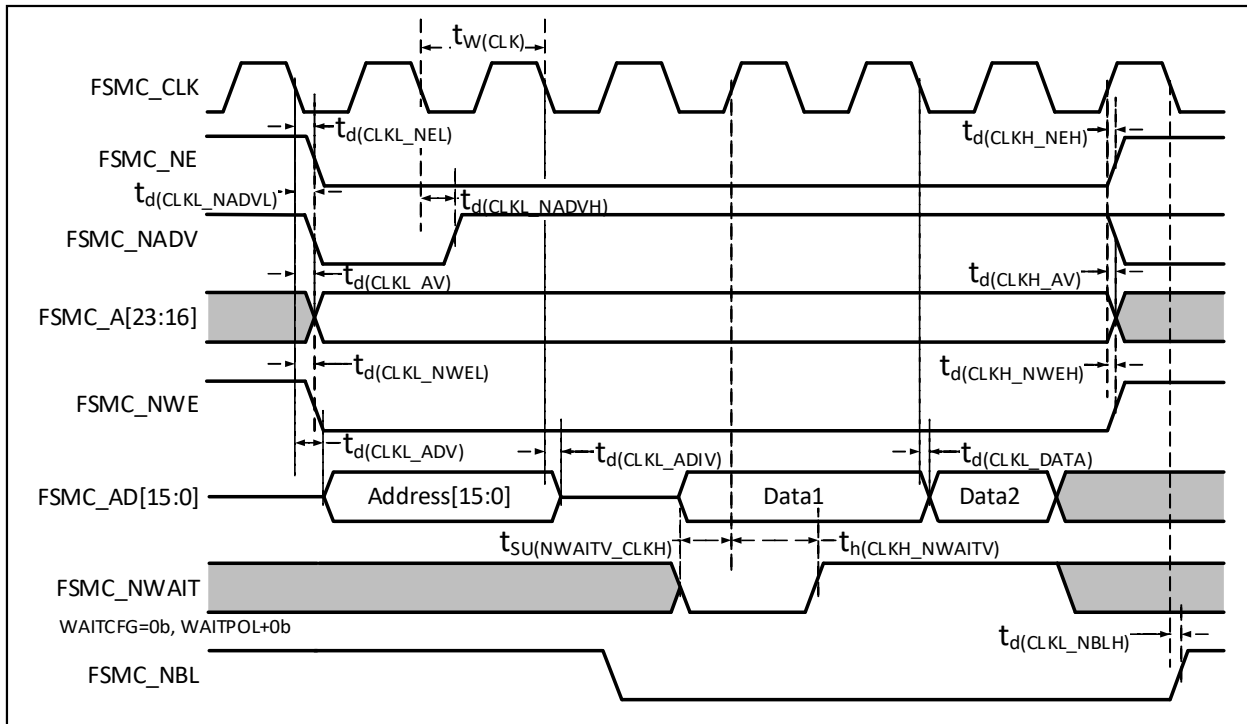 tW(CLK)
FSMC_CLK
td(CLKL_NEL)
td(CLKH_NEH)
FSMC_NE
td(CLKL_NADVL)
td(CLKL_NADVH)
FSMC_NADV
td(CLKL_AV)
td(CLKH_AV)
FSMC_A[23:16]
td(CLKL_NWEL)
td(CLKH_NWEH)
FSMC_NWE
td(CLKL_ADV)
td(CLKL_ADIV)
td(CLKL_DATA)
FSMC_AD[15:0]
Address[15:0]
Data1
Data2
tSU(NWAITV_CLKH)
th(CLKH_NWAITV)
FSMC_NWAIT
WAITCFG=0b, WAITPOL+0b
td(CLKL_NBLH)
FSMC_NBL